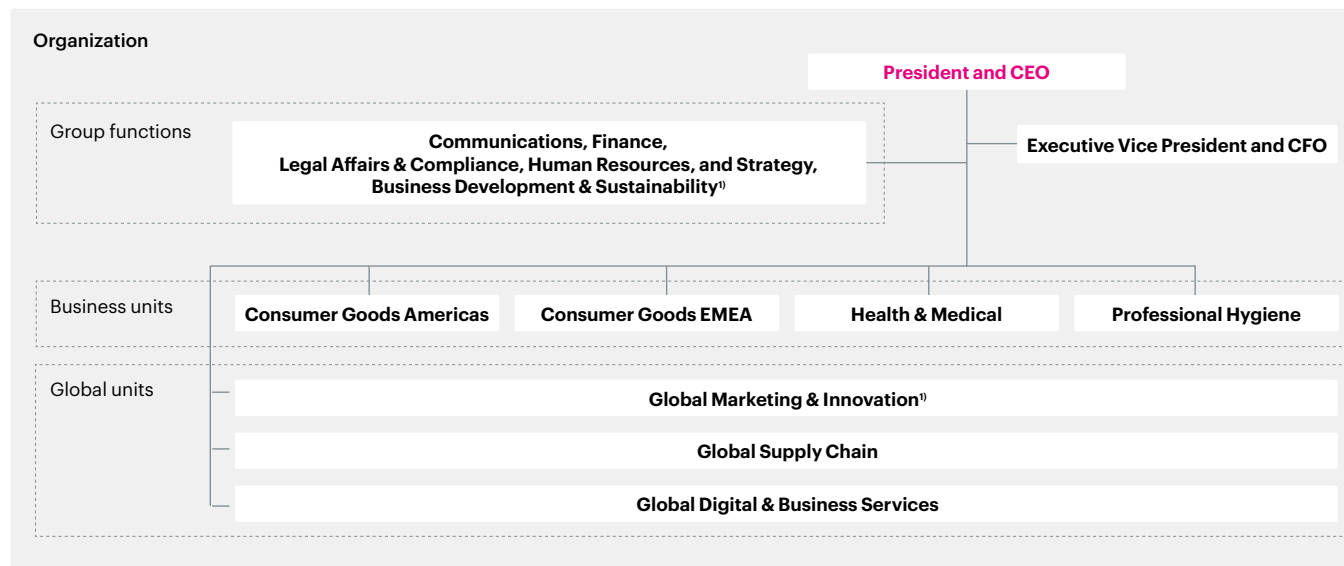 Organization
President and CEO
Group functions
Communications, Finance,
Legal Affairs & Compliance, Human Resources, and Strategy,
Business Development & Sustainability¹⁾
Executive Vice President and CFO
Business units
Consumer Goods Americas
Consumer Goods EMEA
Health & Medical
Professional Hygiene
Global units
Global Marketing & Innovation¹⁾
Global Supply Chain
Global Digital & Business Services